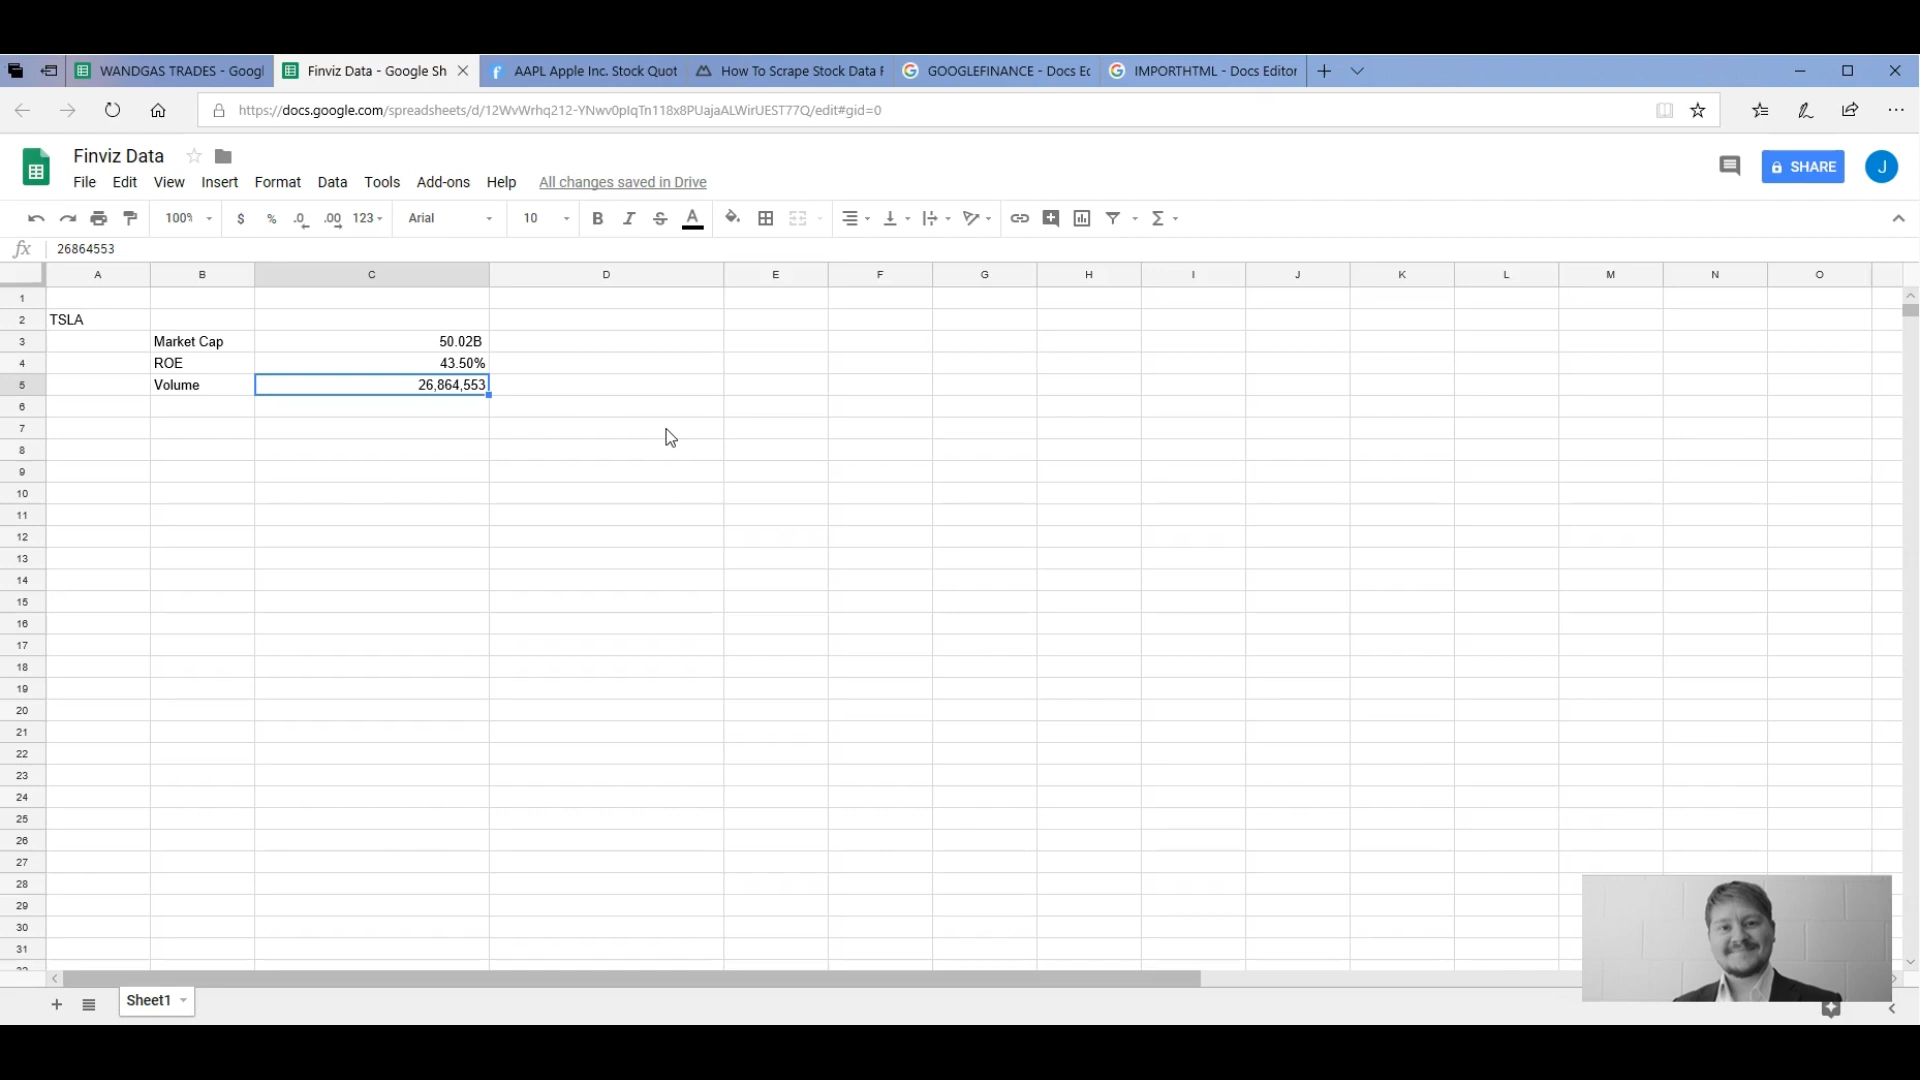 WANDGAS TRADES - Googl
Finviz Data - Google Sh
AAPL Apple Inc. Stock Quot
How To Scrape Stock Data F
GOOGLEFINANCE - Docs Ec
IMPORTHTML - Docs Editor
https://docs.google.com/spreadsheets/d/12WvWrhq212-YNwv0pIqTn118x8PUajaALWirUEST77Q/edit#gid=0
Finviz Data
SHARE
J
File Edit View Insert Format Data Tools Add-ons Help All changes saved in Drive
100% $ % .0 .00 123 Arial 10 B I S A Σ
fx 26864553
A B C D E F G H I J K L M N O
1
2 TSLA
3 Market Cap 50.02B
4 ROE 43.50%
5 Volume 26,864,553
6
7
8
9
10
11
12
13
14
15
16
17
18
19
20
21
22
23
24
25
26
27
28
29
30
31
Sheet1